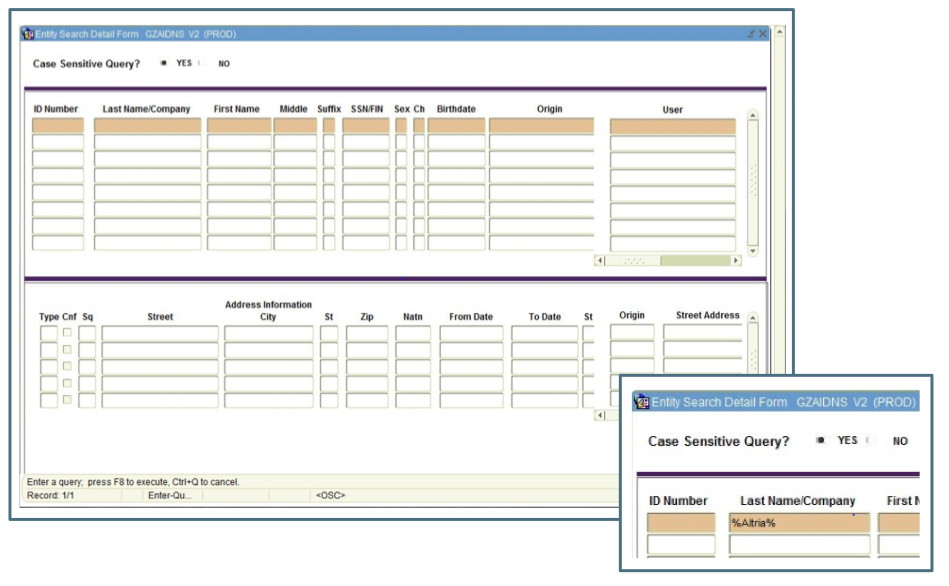 Entity Search Detail Form GZAIDNS V2 (PROD)
Case Sensitive Query? YES NO
ID Number Last Name/Company First Name Middle Suffix SSN/FIN Sex Ch Birthdate Origin User
Address Information
Type Cnf Sq Street City St Zip Natn From Date To Date St Origin Street Address
Enter a query; press F8 to execute, Ctrl+Q to cancel.
Record: 1/1 Enter-Qu... <OSC>
Entity Search Detail Form GZAIDNS V2 (PROD)
Case Sensitive Query? YES NO
ID Number Last Name/Company First N
%Altria%